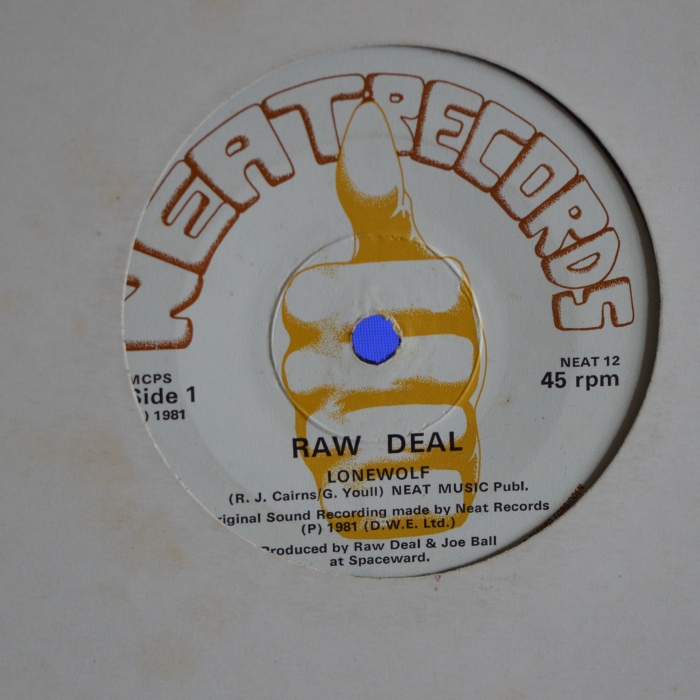 NEAT RECORDS
MCPS
Side 1
) 1981
NEAT 12
45 rpm
RAW DEAL
LONEWOLF
(R. J. Cairns/G. Youll) NEAT MUSIC Publ.
riginal Sound Recording made by Neat Records
(P) 1981 (D.W.E. Ltd.)
Produced by Raw Deal & Joe Ball
at Spaceward.